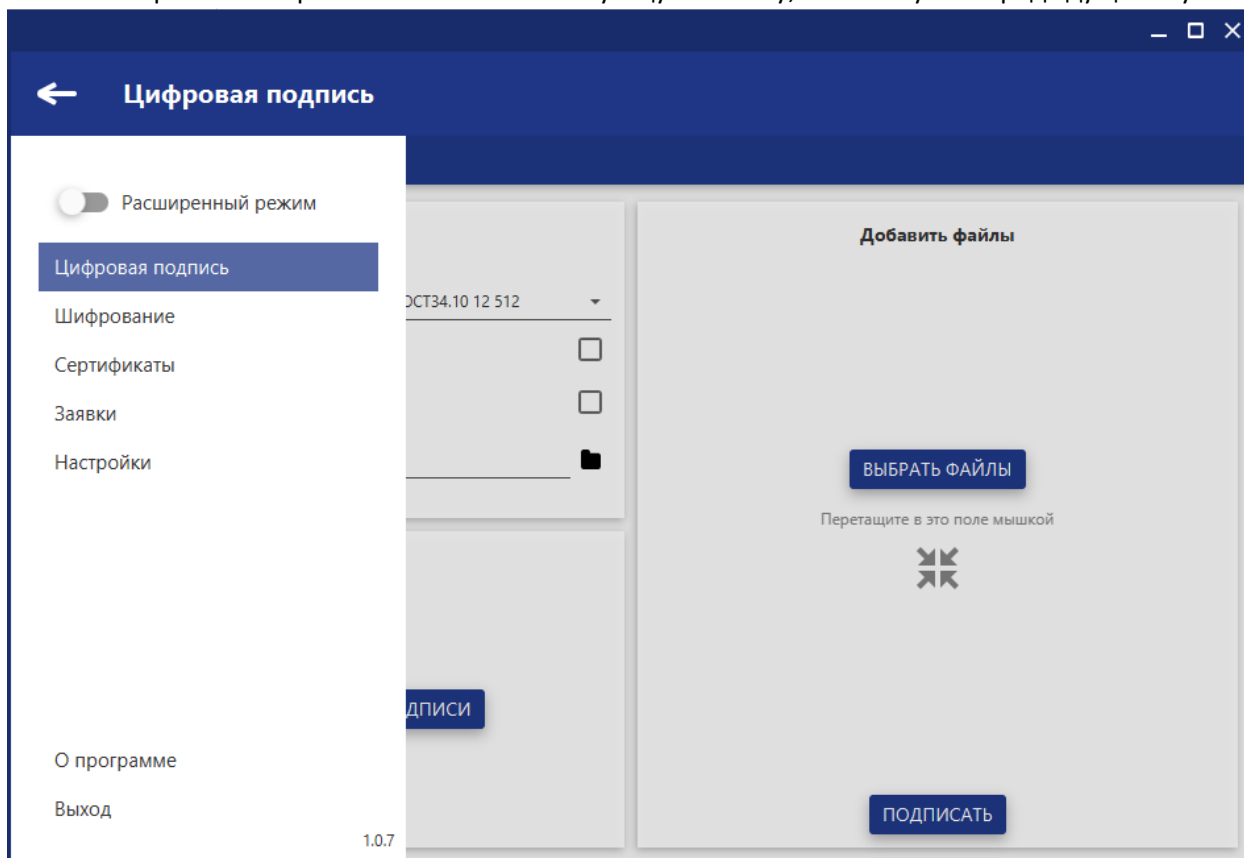 Цифровая подпись
Расширенный режим
Цифровая подпись
Шифрование
Сертификаты
Заявки
Настройки
О программе
Выход
1.0.7
ОСТ34.10 12 512
ДПИСИ
Добавить файлы
ВЫБРАТЬ ФАЙЛЫ
Перетащите в это поле мышкой
ПОДПИСАТЬ